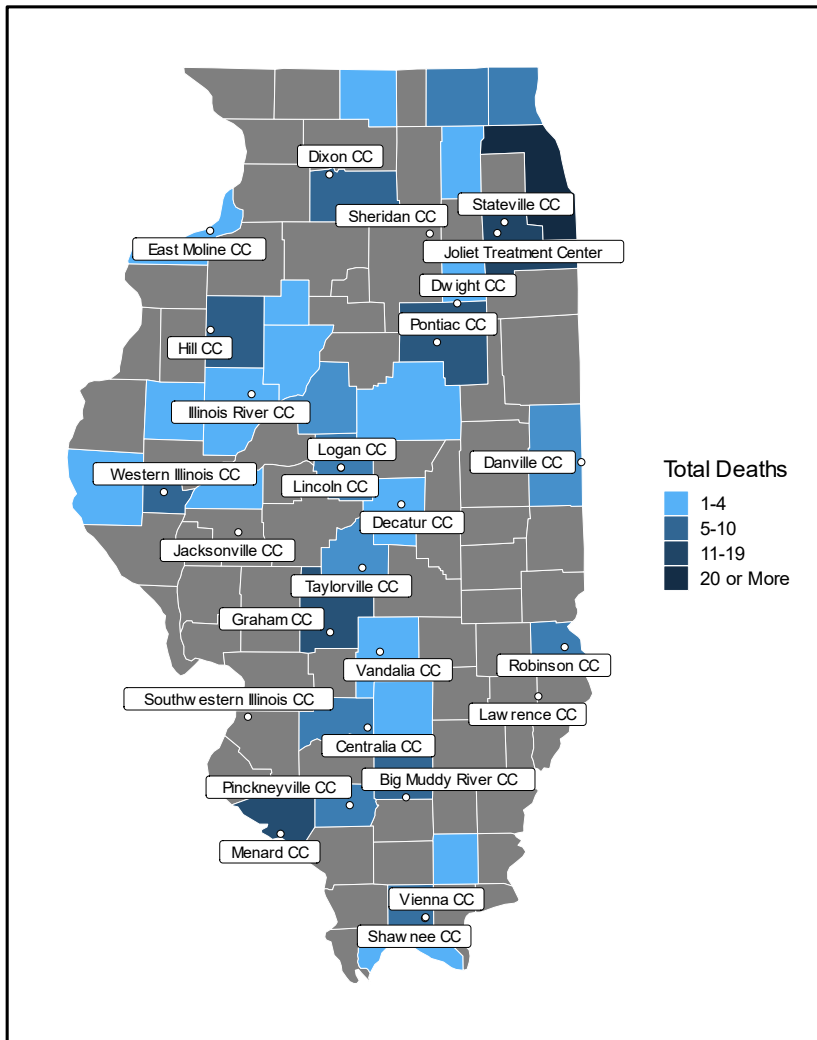 Dixon CC
Stateville CC
Sheridan CC
East Moline CC
Joliet Treatment Center
Dwight CC
Pontiac CC
Hill CC
Illinois River CC
Logan CC
Danville CC
Western Illinois CC
Lincoln CC
Decatur CC
Jacksonville CC
Taylorville CC
Graham CC
Vandalia CC
Robinson CC
Southwestern Illinois CC
Lawrence CC
Centralia CC
Big Muddy River CC
Pinckneyville CC
Menard CC
Vienna CC
Shawnee CC
Total Deaths
1-4
5-10
11-19
20 or More